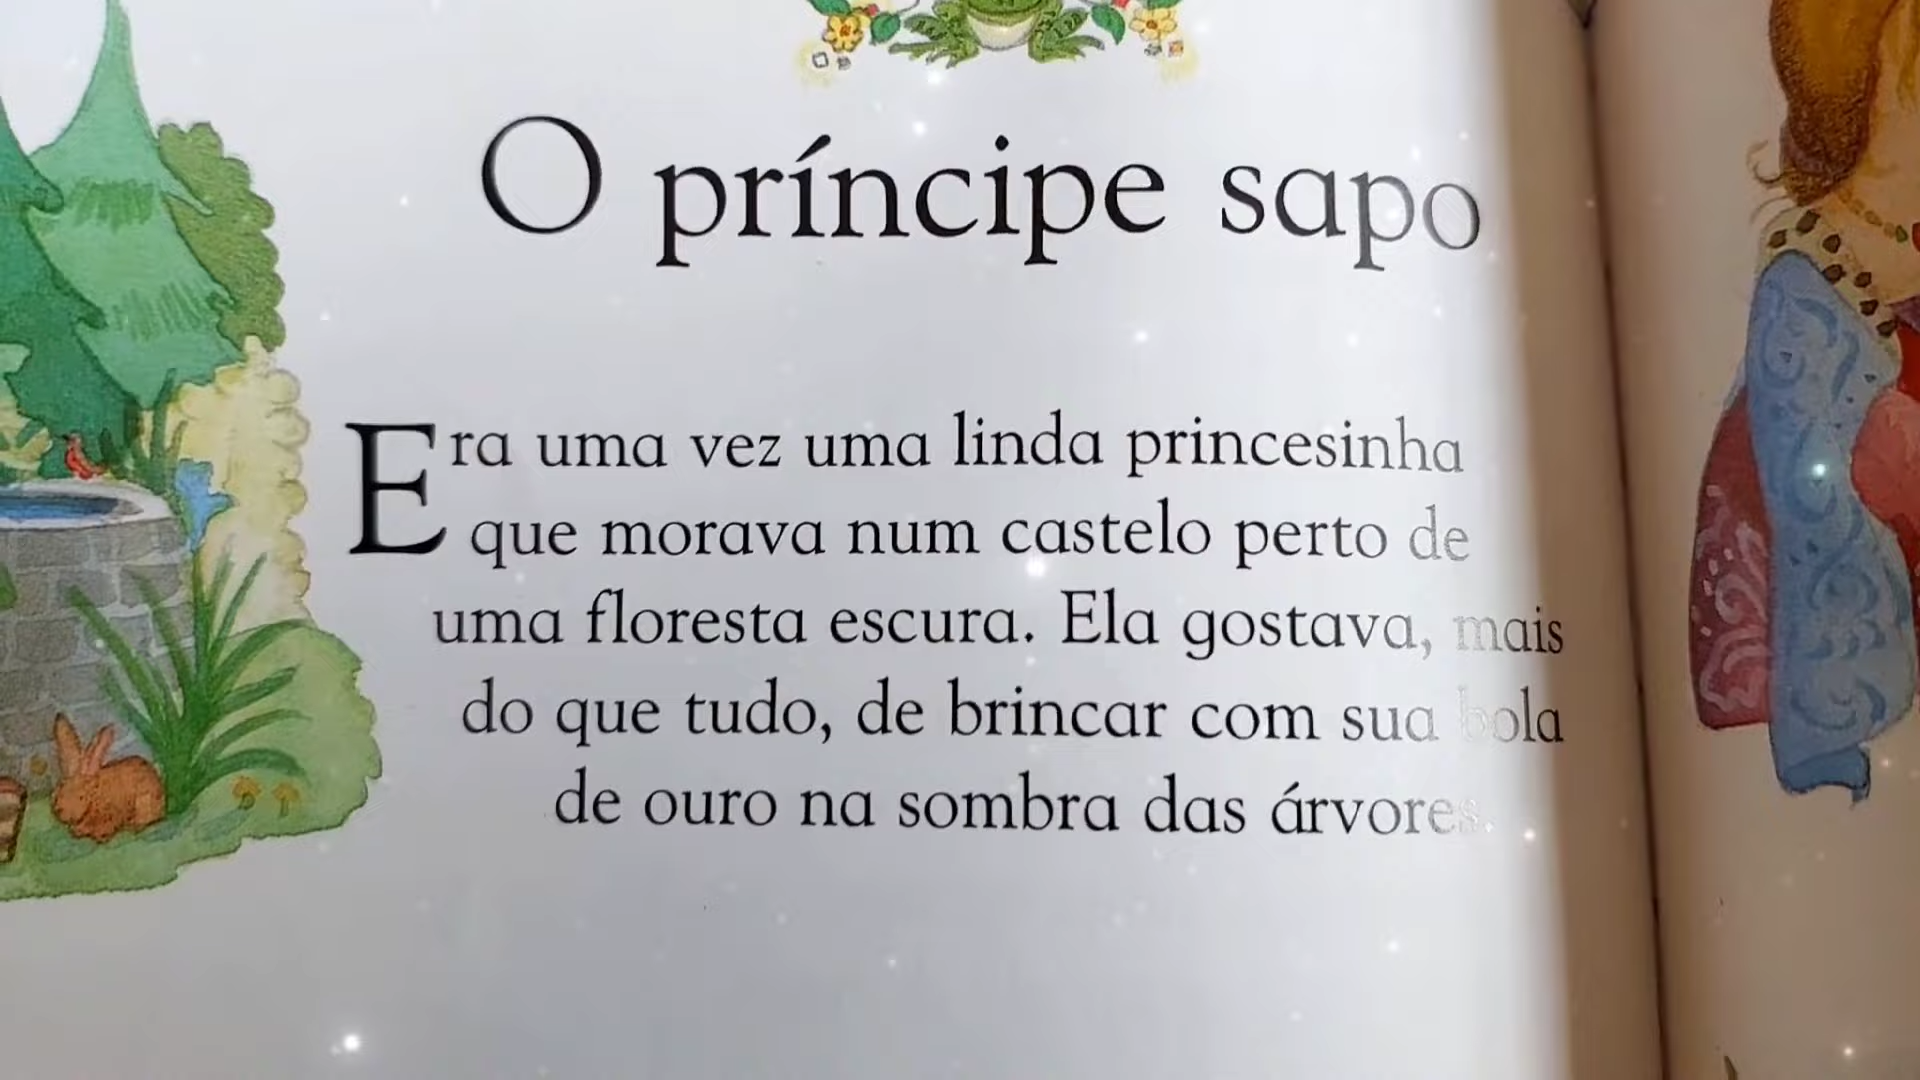 O príncipe sapo
Era uma vez uma linda princesinha
que morava num castelo perto de
uma floresta escura. Ela gostava, mais
do que tudo, de brincar com sua bola
de ouro na sombra das árvores.